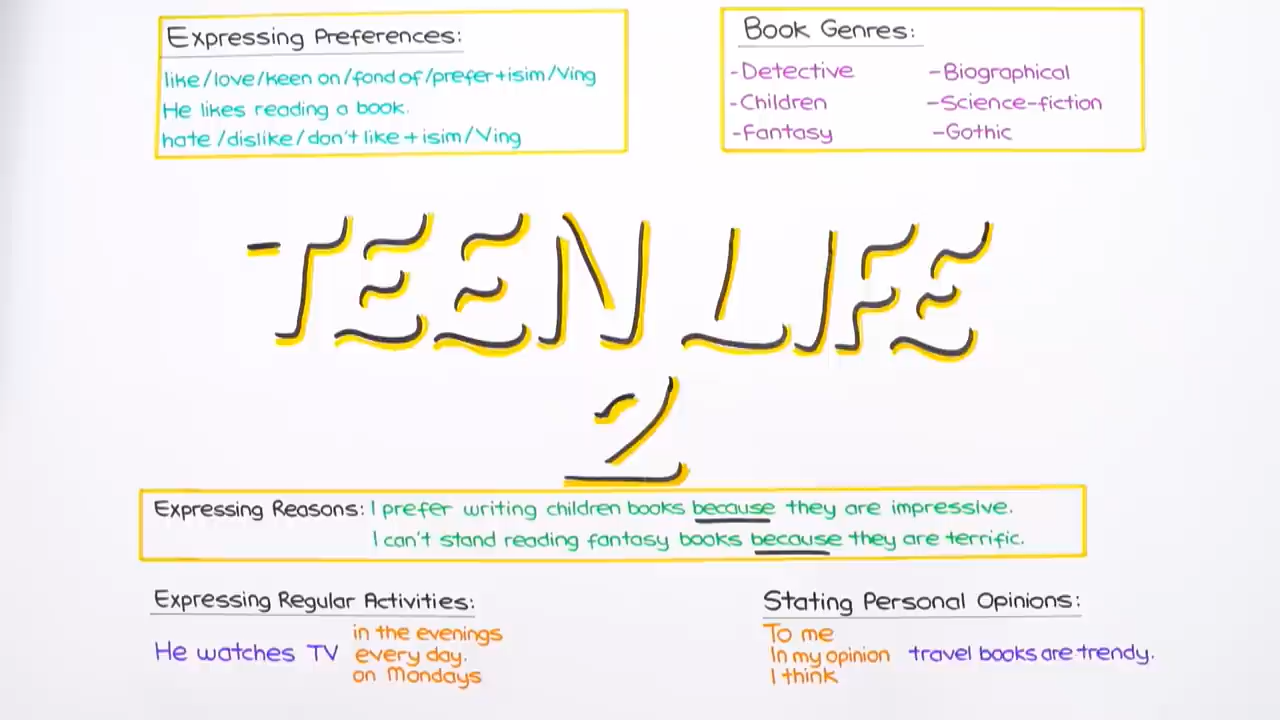 Expressing Preferences:
like/love/keen on/fond of/prefer+isim/Ving
He likes reading a book.
hate/dislike/don't like+isim/Ving
Book Genres:
-Detective
-Children
-Fantasy
-Biographical
-Science-fiction
-Gothic
TEEN LIFE
2
Expressing Reasons: I prefer writing children books because they are impressive.
I can't stand reading fantasy books because they are terrific.
Expressing Regular Activities:
He watches TV
in the evenings
every day.
on Mondays
Stating Personal Opinions:
To me
In my opinion
I think
travel books are trendy.